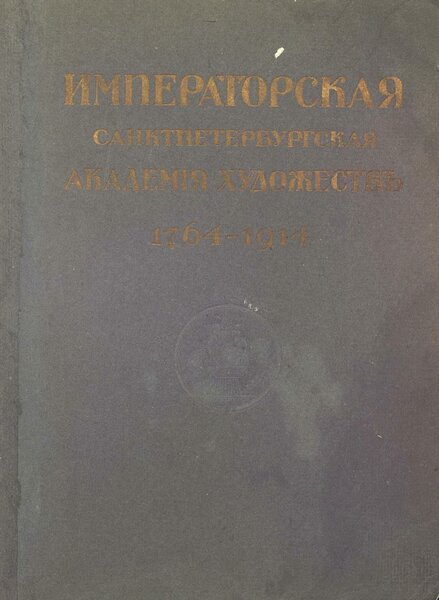 ИМПЕРАТОРСКАЯ
САНКТПЕТЕРБУРГСКАЯ
АКАДЕМІЯ ХУДОЖЕСТВЪ
1764-1914